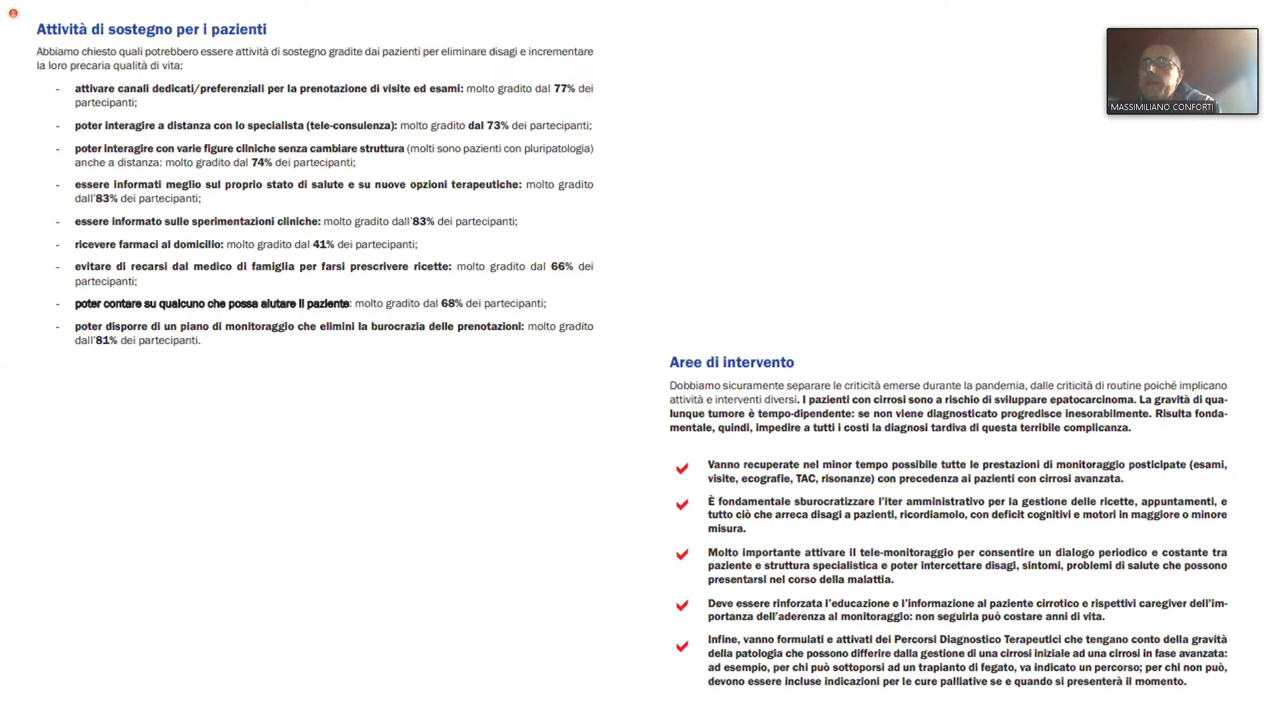 Attività di sostegno per i pazienti
Abbiamo chiesto quali potrebbero essere attività di sostegno gradite dai pazienti per eliminare disagi e incrementare
la loro precaria qualità di vita:
- attivare canali dedicati/preferenziali per la prenotazione di visite ed esami: molto gradito dal 77% dei
partecipanti;
- poter interagire a distanza con lo specialista (tele-consulenza): molto gradito dal 73% dei partecipanti;
- poter interagire con varie figure cliniche senza cambiare struttura (molti sono pazienti con pluripatologia)
anche a distanza: molto gradito dal 74% dei partecipanti;
- essere informati meglio sul proprio stato di salute e su nuove opzioni terapeutiche: molto gradito
dall'83% dei partecipanti;
- essere informato sulle sperimentazioni cliniche: molto gradito dall'83% dei partecipanti;
- ricevere farmaci al domicilio: molto gradito dal 41% dei partecipanti;
- evitare di recarsi dal medico di famiglia per farsi prescrivere ricette: molto gradito dal 66% dei
partecipanti;
- poter contare su qualcuno che possa aiutare il paziente: molto gradito dal 68% dei partecipanti;
- poter disporre di un piano di monitoraggio che elimini la burocrazia delle prenotazioni: molto gradito
dall'81% dei partecipanti.
MASSIMILIANO CONFORTI
Aree di intervento
Dobbiamo sicuramente separare le criticità emerse durante la pandemia, dalle criticità di routine poiché implicano
attività e interventi diversi. I pazienti con cirrosi sono a rischio di sviluppare epatocarcinoma. La gravità di qua-
lunque tumore è tempo-dipendente: se non viene diagnosticato progredisce inesorabilmente. Risulta fonda-
mentale, quindi, impedire a tutti i costi la diagnosi tardiva di questa terribile complicanza.
Vanno recuperate nel minor tempo possibile tutte le prestazioni di monitoraggio posticipate (esami,
visite, ecografie, TAC, risonanze) con precedenza ai pazienti con cirrosi avanzata.
È fondamentale sburocratizzare l'iter amministrativo per la gestione delle ricette, appuntamenti, e
tutto ciò che arreca disagi a pazienti, ricordiamolo, con deficit cognitivi e motori in maggiore o minore
misura.
Molto importante attivare il tele-monitoraggio per consentire un dialogo periodico e costante tra
paziente e struttura specialistica e poter intercettare disagi, sintomi, problemi di salute che possono
presentarsi nel corso della malattia.
Deve essere rinforzata l'educazione e l'informazione al paziente cirrotico e rispettivi caregiver dell'im-
portanza dell'aderenza al monitoraggio: non seguirla può costare anni di vita.
Infine, vanno formulati e attivati dei Percorsi Diagnostico Terapeutici che tengano conto della gravità
della patologia che possono differire dalla gestione di una cirrosi iniziale ad una cirrosi in fase avanzata:
ad esempio, per chi può sottoporsi ad un trapianto di fegato, va indicato un percorso; per chi non può,
devono essere incluse indicazioni per le cure palliative se e quando si presenterà il momento.